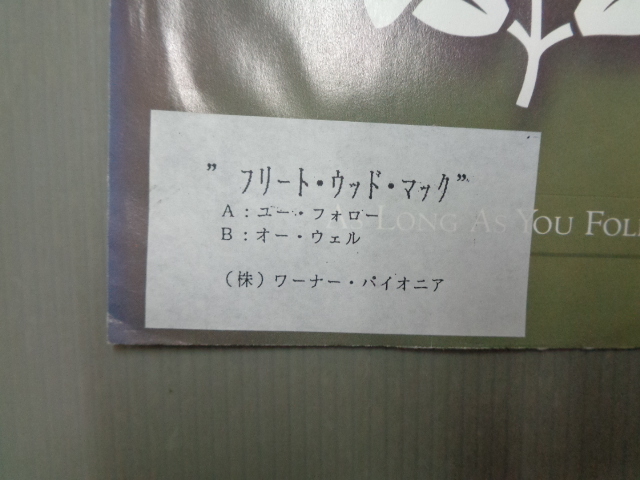 ”フリート・ウッド・マック”
A:ユー・フォロー
B:オー・ウェル
(株)ワーナー・パイオニア
LONG AS YOU FOL